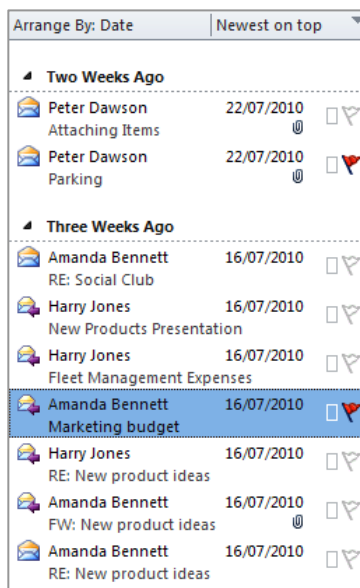 Arrange By: Date Newest on top
Two Weeks Ago
Peter Dawson 22/07/2010
Attaching Items
Peter Dawson 22/07/2010
Parking
Three Weeks Ago
Amanda Bennett 16/07/2010
RE: Social Club
Harry Jones 16/07/2010
New Products Presentation
Harry Jones 16/07/2010
Fleet Management Expenses
Amanda Bennett 16/07/2010
Marketing budget
Harry Jones 16/07/2010
RE: New product ideas
Amanda Bennett 16/07/2010
FW: New product ideas
Amanda Bennett 16/07/2010
RE: New product ideas